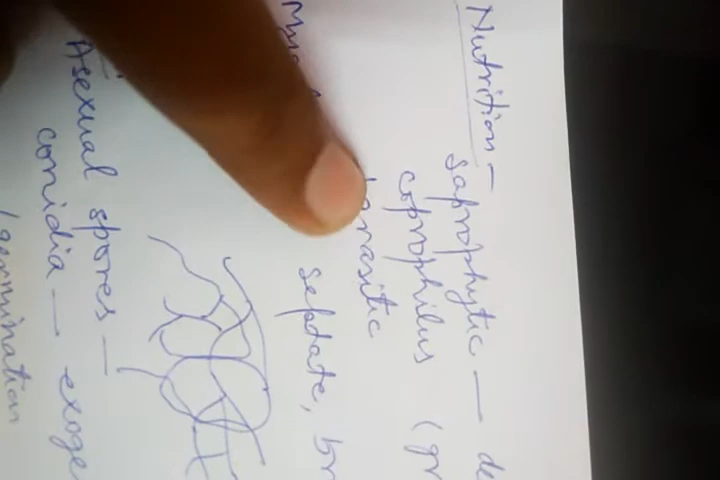 Nutrition -
saprophytic — de
coprophilus (gr
parasitic
septate, br
Asexual spores —
conidia — exoge
germination